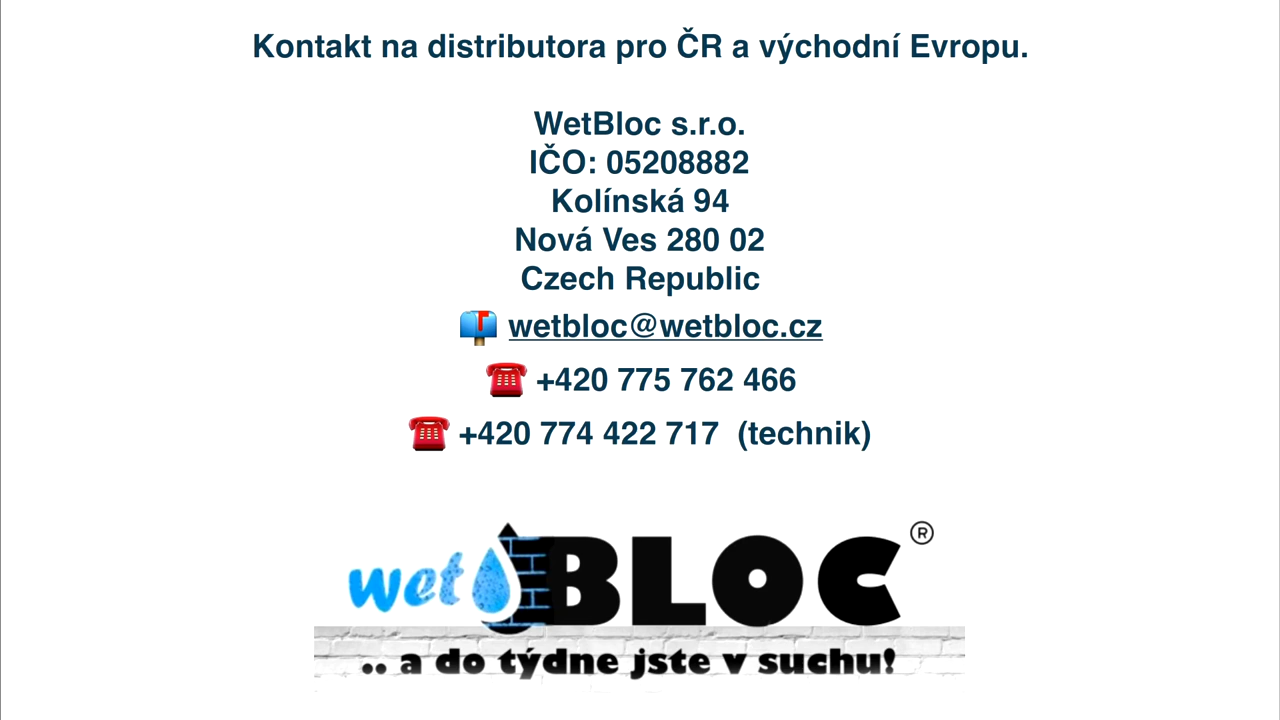 Kontakt na distributora pro ČR a východní Evropu.
WetBloc s.r.o.
IČO: 05208882
Kolínská 94
Nová Ves 280 02
Czech Republic
wetbloc@wetbloc.cz
+420 775 762 466
+420 774 422 717 (technik)
wet BLOC ®
.. a do týdne jste v suchu!